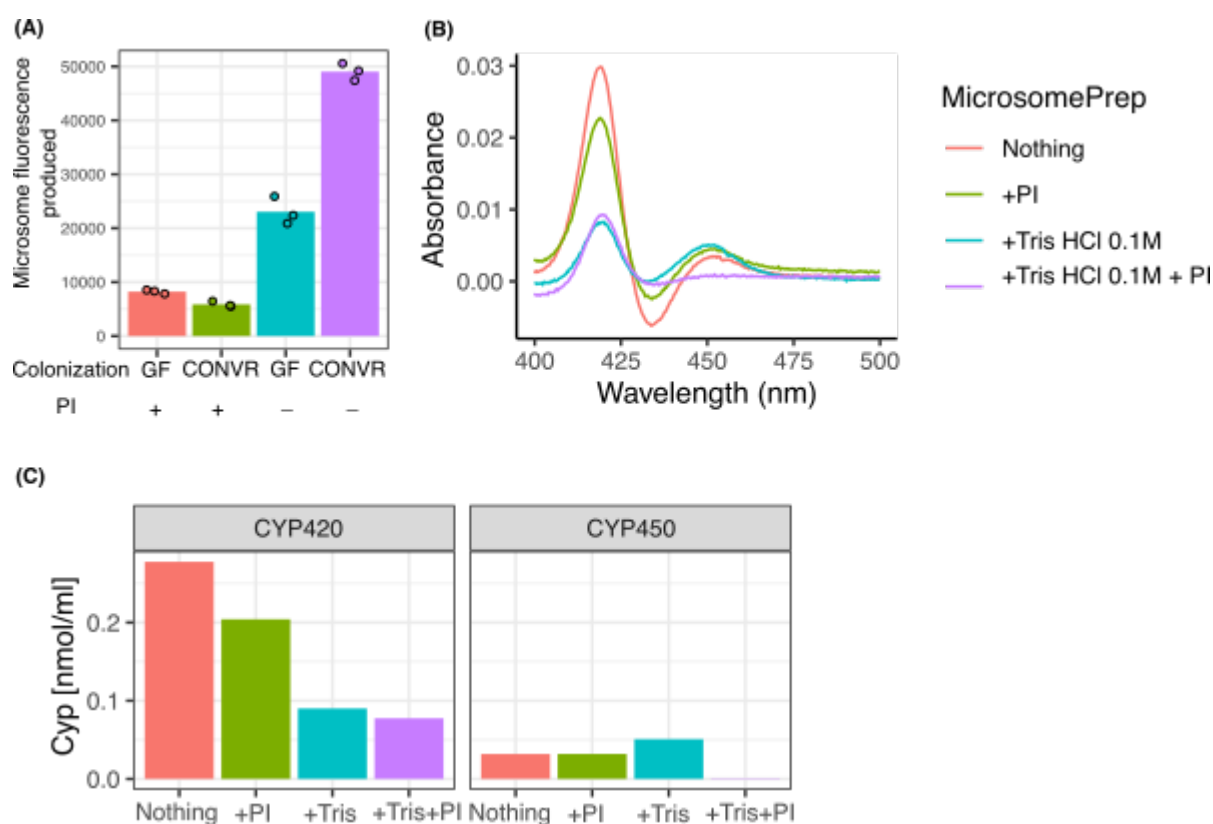 (A)
Microsome fluorescence
produced
50000
40000
30000
20000
10000
0
Colonization GF CONVR GF CONVR
PI + + – –
(B)
Absorbance
0.03
0.02
0.01
0.00
400 425 450 475 500
Wavelength (nm)
MicrosomePrep
Nothing
+PI
+Tris HCl 0.1M
+Tris HCl 0.1M + PI
(C)
CYP420 CYP450
Cyp [nmol/ml]
0.2
0.1
0.0
Nothing +PI +Tris +Tris+PI Nothing +PI +Tris +Tris+PI